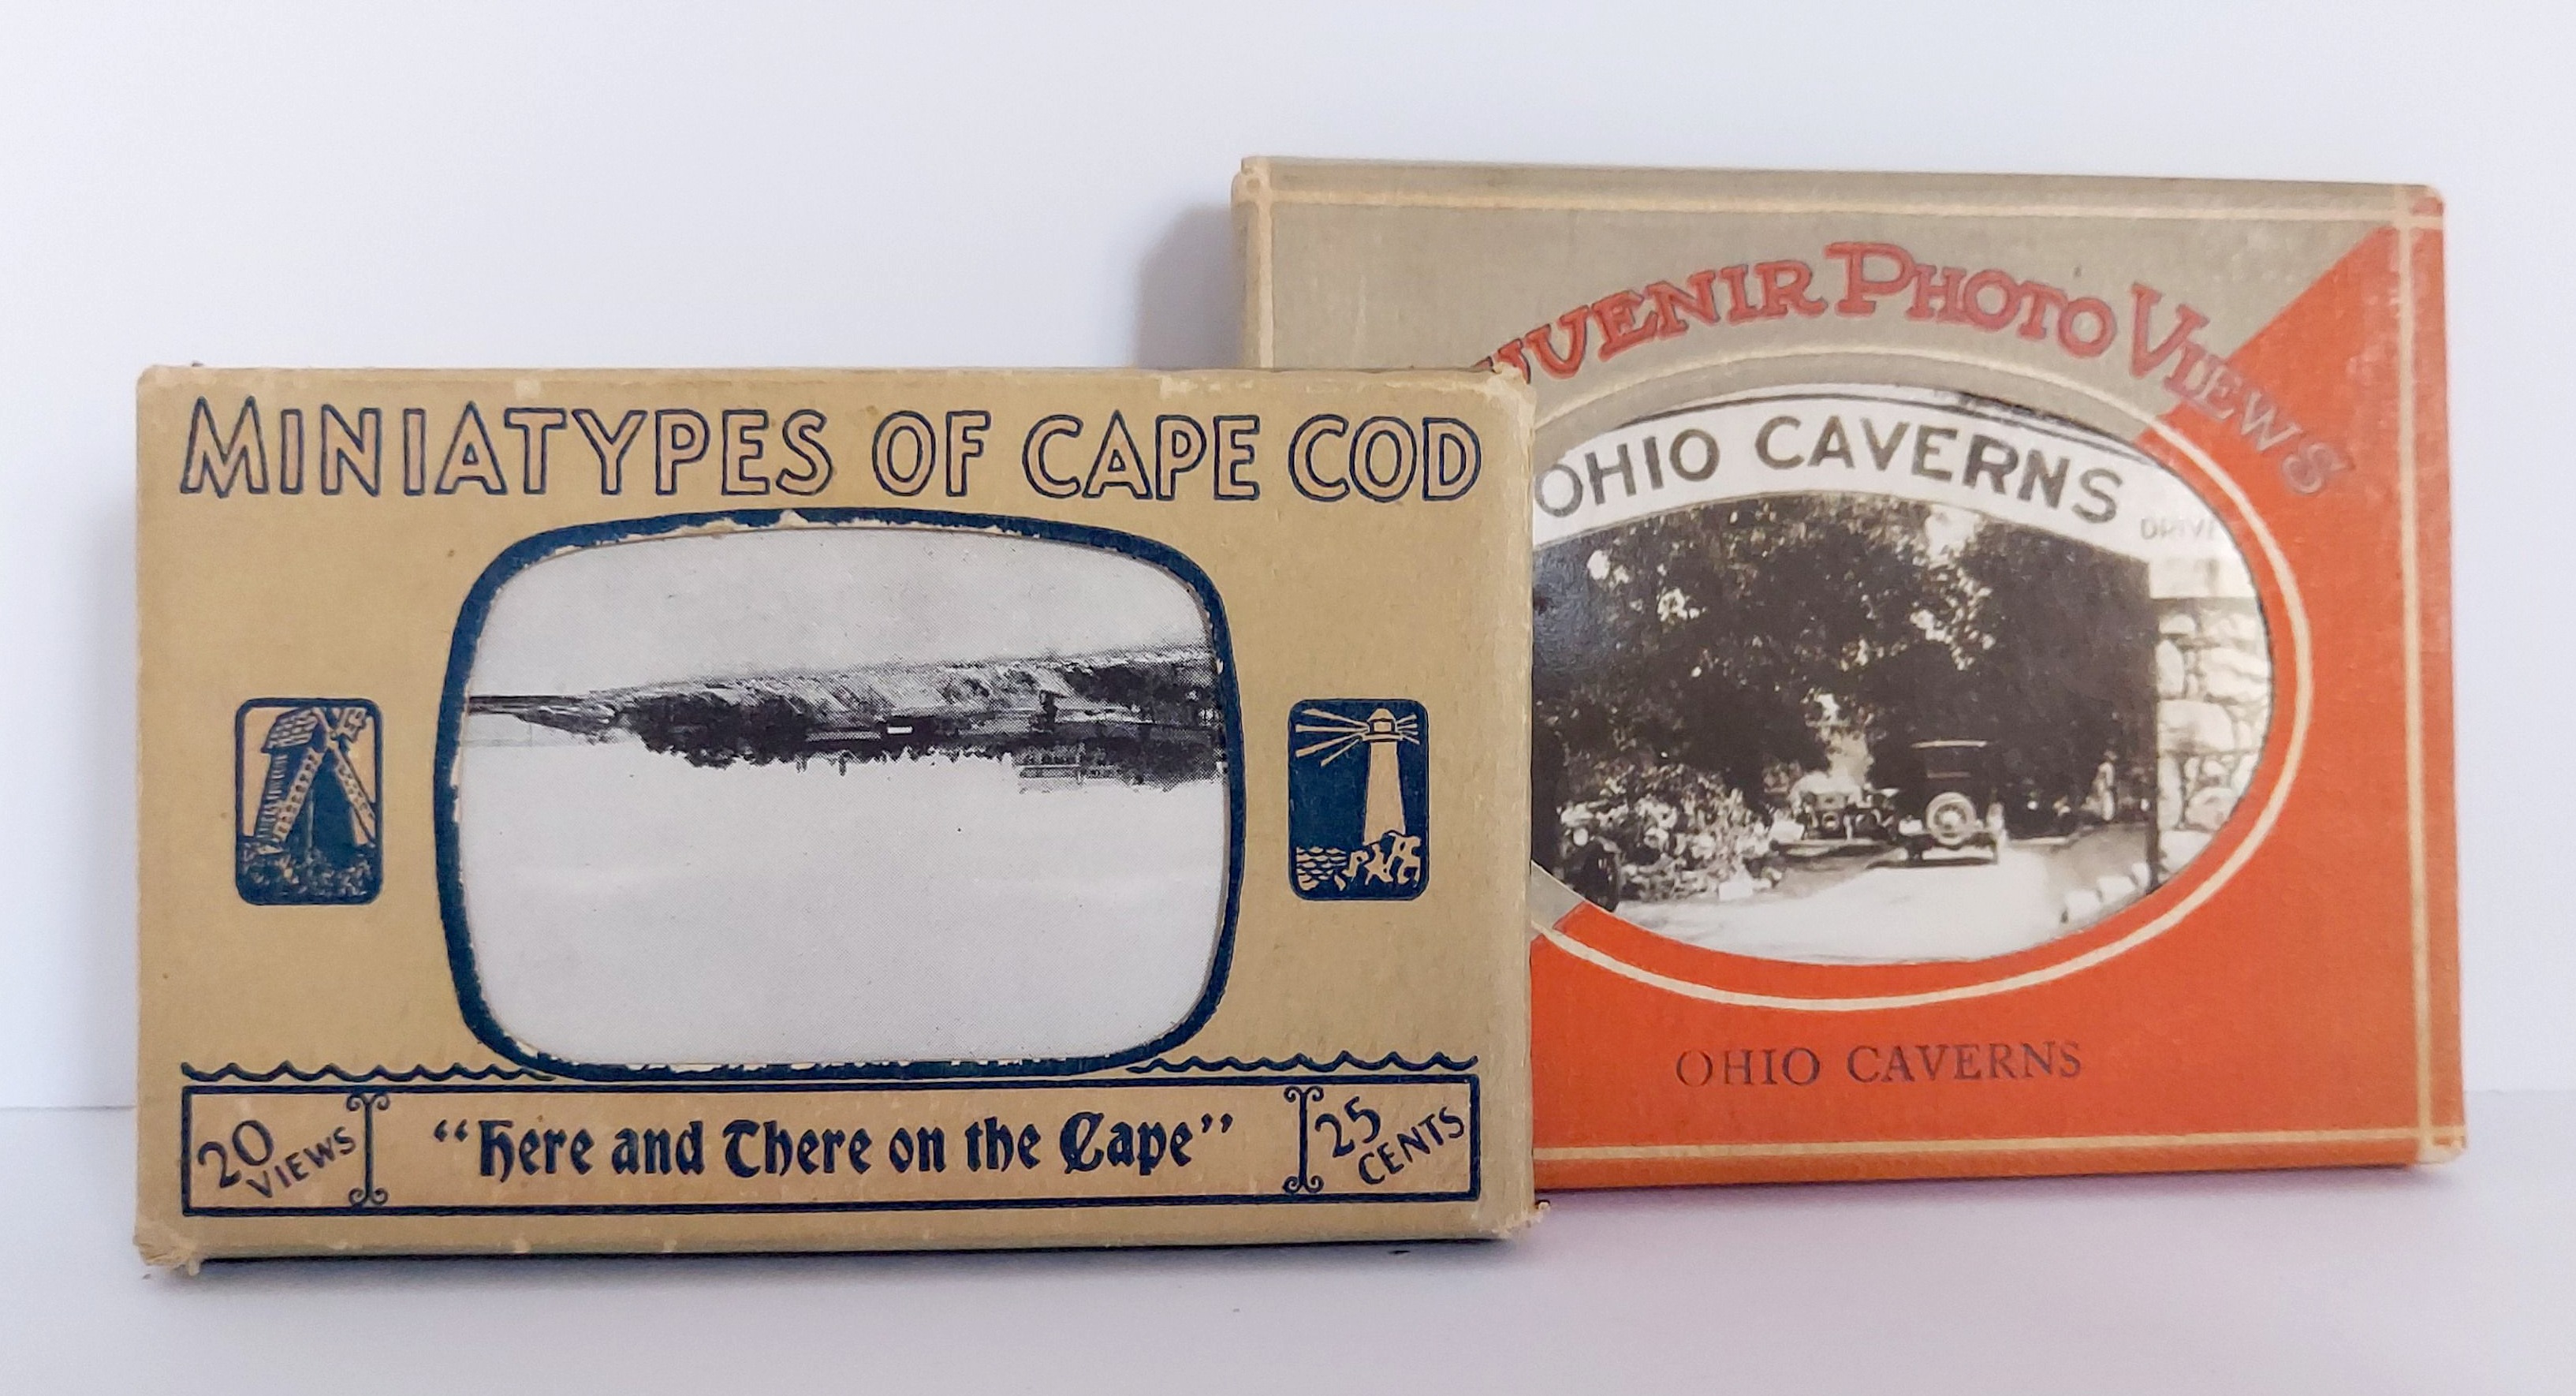 MINIATYPES OF CAPE COD
20 VIEWS
"Here and There on the Cape"
25 CENTS
PHOTO VIEWS
OHIO CAVERNS
OHIO CAVERNS